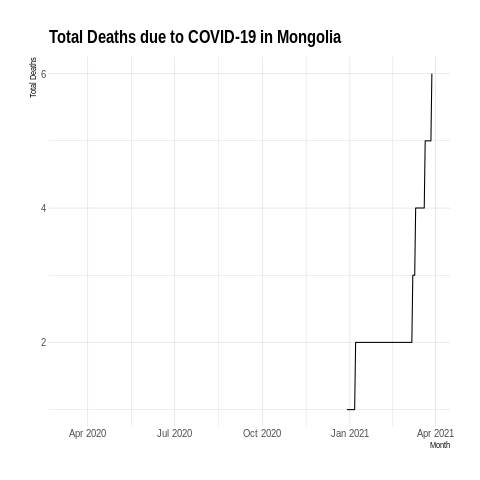 Total Deaths due to COVID-19 in Mongolia
Total Deaths
6
4
2
Apr 2020
Jul 2020
Oct 2020
Jan 2021
Apr 2021
Month